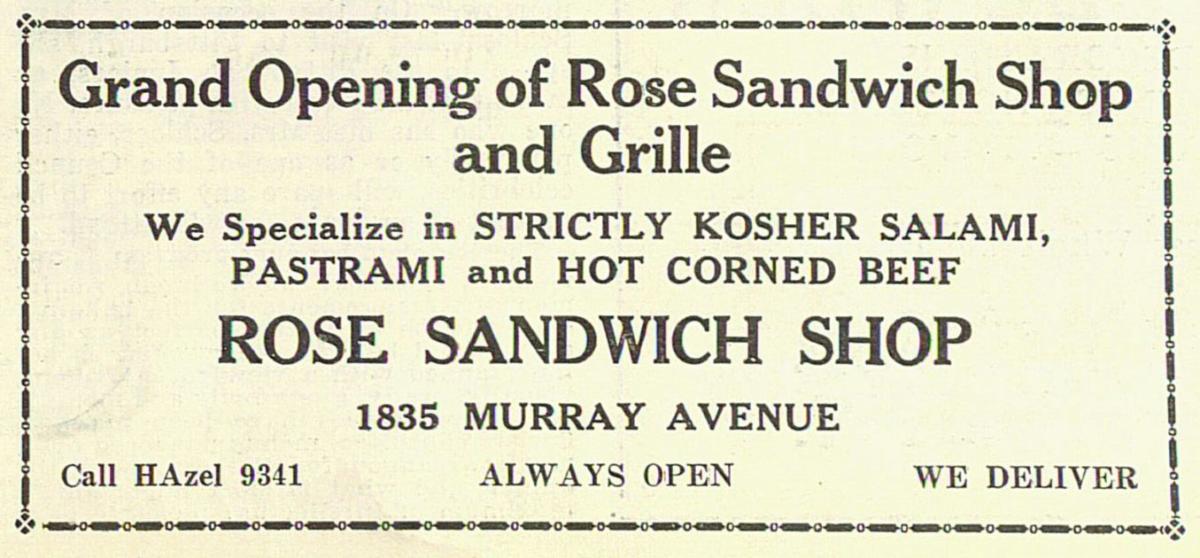 Grand Opening of Rose Sandwich Shop
and Grille
We Specialize in STRICTLY KOSHER SALAMI,
PASTRAMI and HOT CORNED BEEF
ROSE SANDWICH SHOP
1835 MURRAY AVENUE
Call HAzel 9341 ALWAYS OPEN WE DELIVER